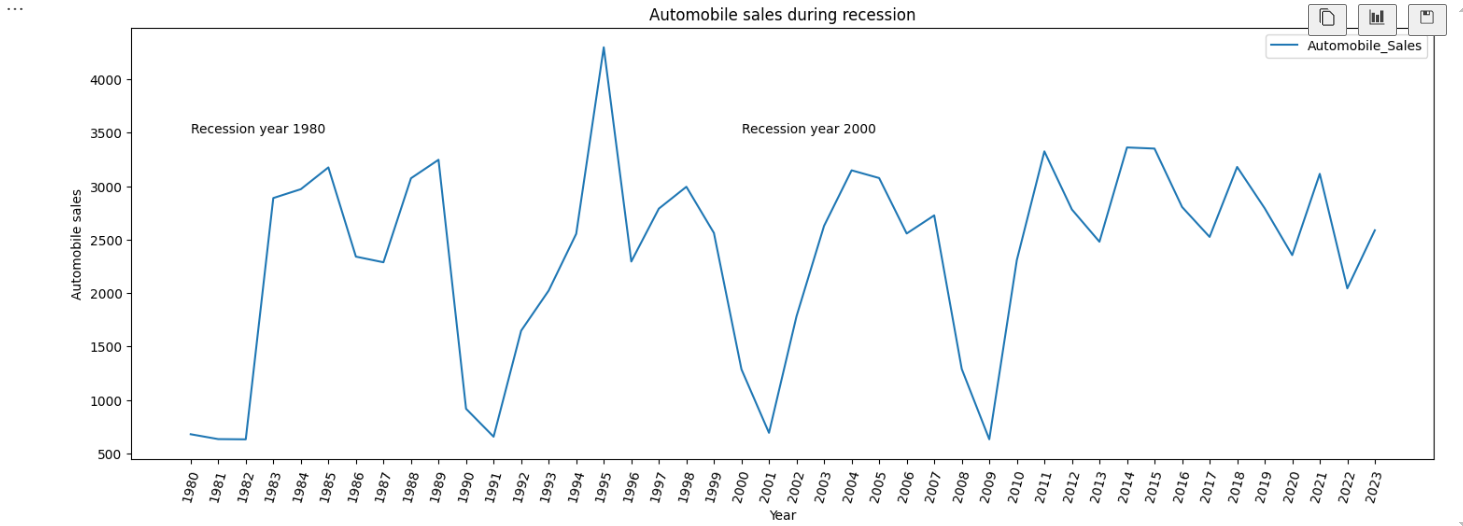 ...
Automobile sales during recession
Automobile_Sales
4000
3500
3000
2500
2000
1500
1000
500
Automobile sales
Recession year 1980
Recession year 2000
1980 1981 1982 1983 1984 1985 1986 1987 1988 1989 1990 1991 1992 1993 1994 1995 1996 1997 1998 1999 2000 2001 2002 2003 2004 2005 2006 2007 2008 2009 2010 2011 2012 2013 2014 2015 2016 2017 2018 2019 2020 2021 2022 2023
Year